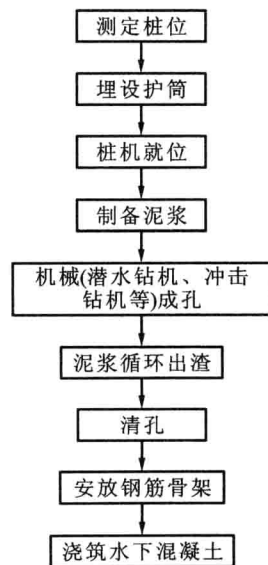 测定桩位
埋设护筒
桩机就位
制备泥浆
机械(潜水钻机、冲击
钻机等)成孔
泥浆循环出渣
清孔
安放钢筋骨架
浇筑水下混凝土